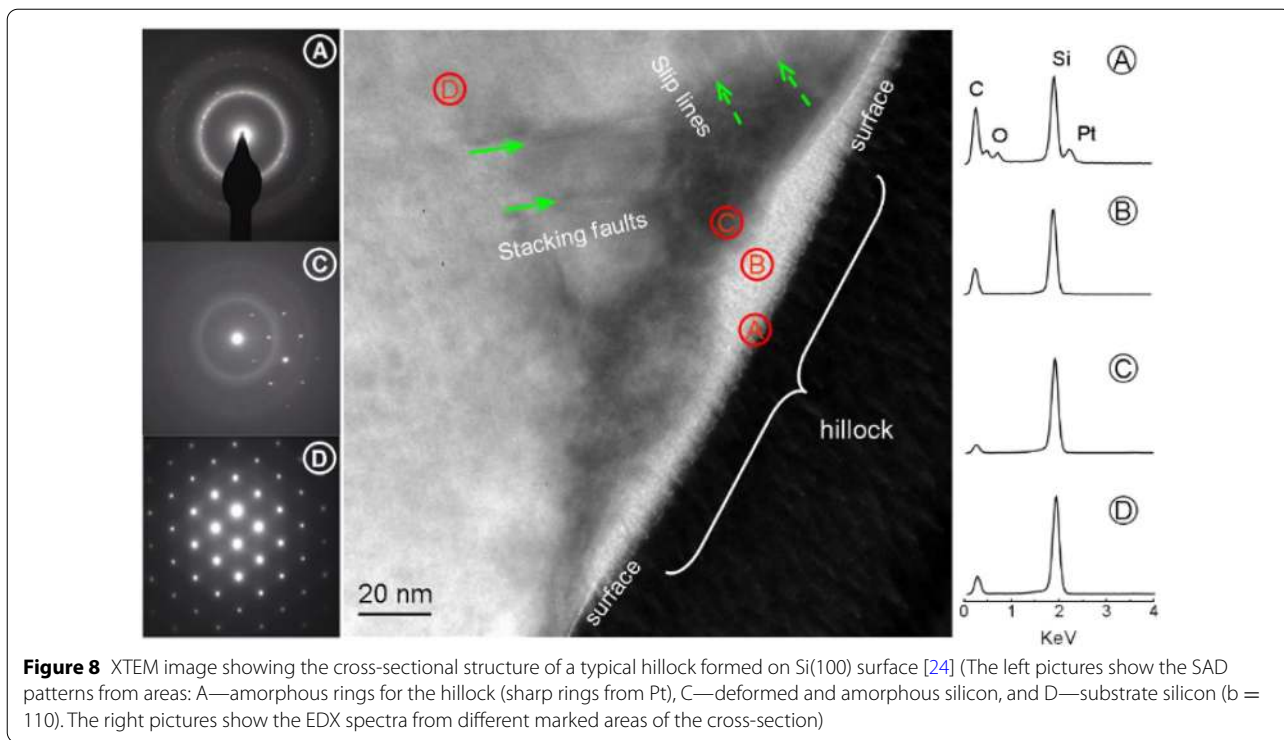 A
C
D
D
Slip lines
surface
Stacking faults
C
B
A
hillock
20 nm
surface
A
Si
C
O
Pt
B
C
D
0 1 2 3 4
KeV
Figure 8 XTEM image showing the cross-sectional structure of a typical hillock formed on Si(100) surface [24] (The left pictures show the SAD
patterns from areas: A—amorphous rings for the hillock (sharp rings from Pt), C—deformed and amorphous silicon, and D—substrate silicon (b =
110). The right pictures show the EDX spectra from different marked areas of the cross-section)